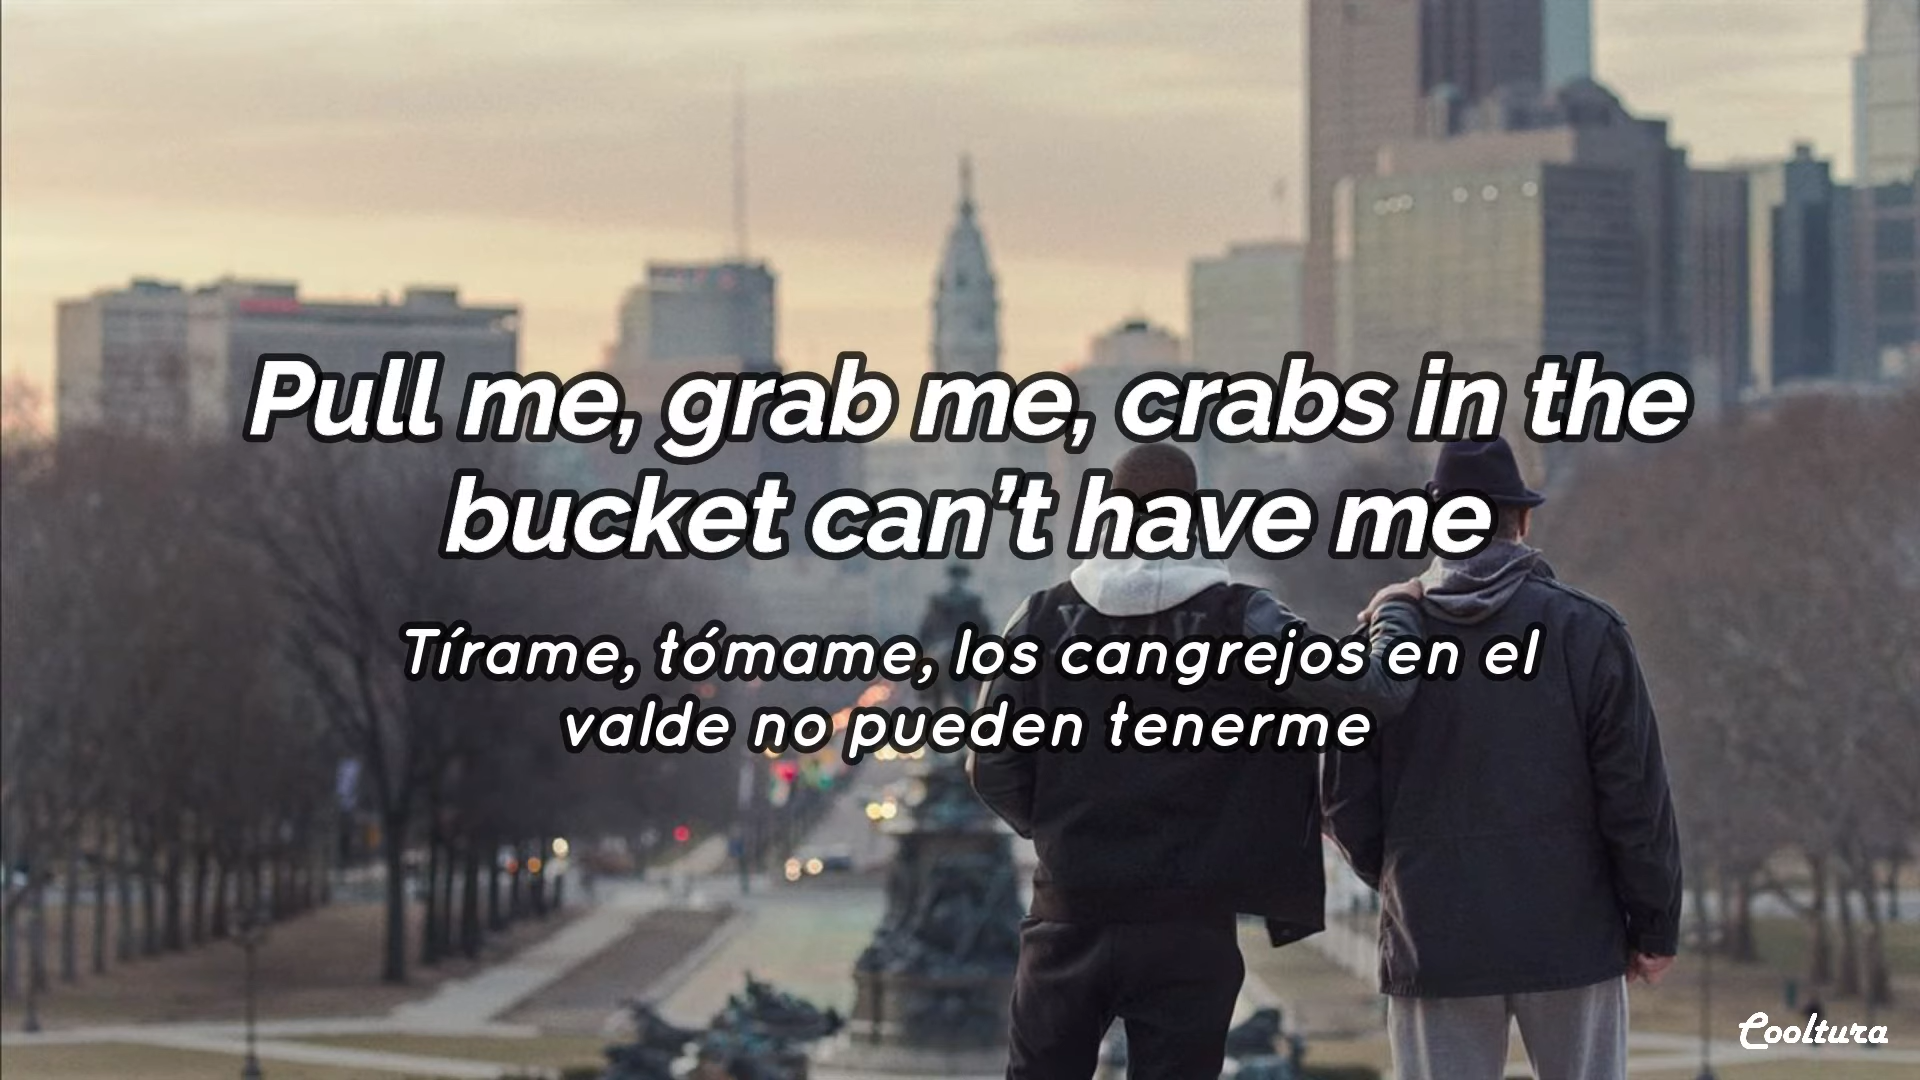 Pull me, grab me, crabs in the
bucket can't have me
Tírame, tómame, los cangrejos en el
valde no pueden tenerme
Cooltura